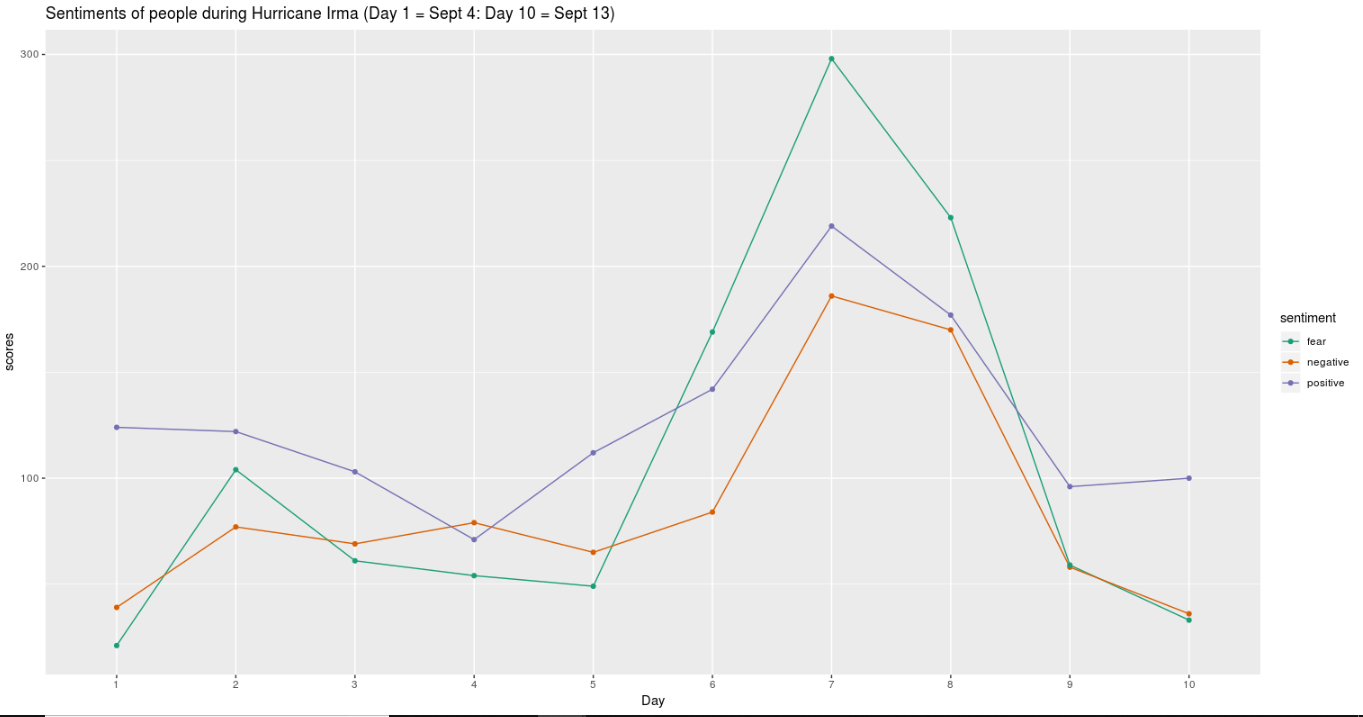 Sentiments of people during Hurricane Irma (Day 1 = Sept 4: Day 10 = Sept 13)
300
200
100
scores
1 2 3 4 5 6 7 8 9 10
Day
sentiment
fear
negative
positive